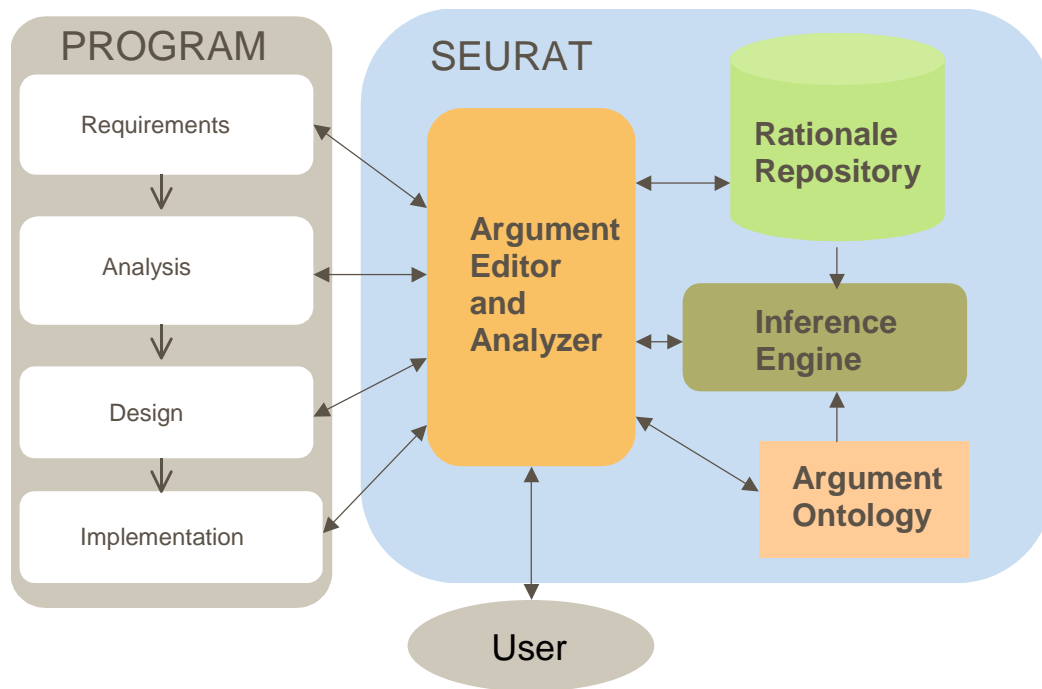 PROGRAM
Requirements
Analysis
Design
Implementation
SEURAT
Argument
Editor
and
Analyzer
Rationale
Repository
Inference
Engine
Argument
Ontology
User